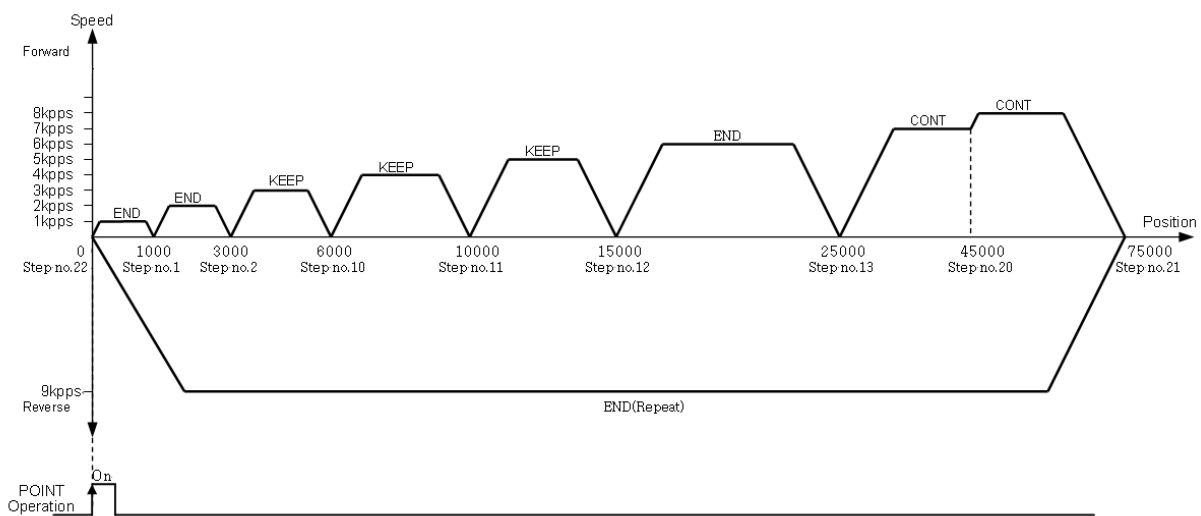 Speed
Forward
8kpps
7kpps
6kpps
5kpps
4kpps
3kpps
2kpps
1kpps
END
END
KEEP
KEEP
KEEP
END
CONT
CONT
Position
0
1000
3000
6000
10000
15000
25000
45000
75000
Step no.22
Step no.1
Step no.2
Step no.10
Step no.11
Step no.12
Step no.13
Step no.20
Step no.21
9kpps
Reverse
END(Repeat)
On
POINT
Operation